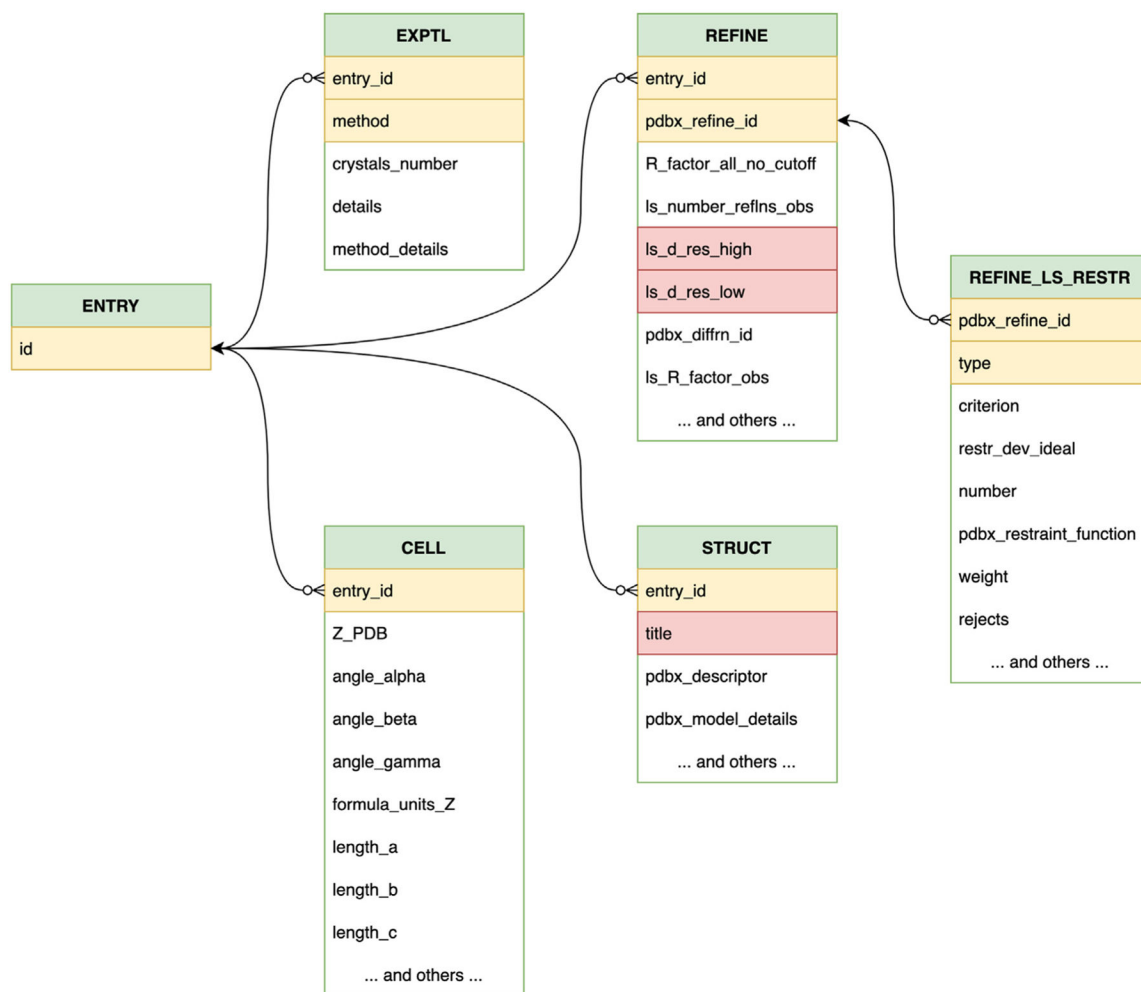 ENTRY
id
EXPTL
entry_id
method
crystals_number
details
method_details
REFINE
entry_id
pdbx_refine_id
R_factor_all_no_cutoff
ls_number_reflns_obs
ls_d_res_high
ls_d_res_low
pdbx_diffrn_id
ls_R_factor_obs
... and others ...
REFINE_LS_RESTR
pdbx_refine_id
type
criterion
restr_dev_ideal
number
pdbx_restraint_function
weight
rejects
... and others ...
CELL
entry_id
Z_PDB
angle_alpha
angle_beta
angle_gamma
formula_units_Z
length_a
length_b
length_c
... and others ...
STRUCT
entry_id
title
pdbx_descriptor
pdbx_model_details
... and others ...